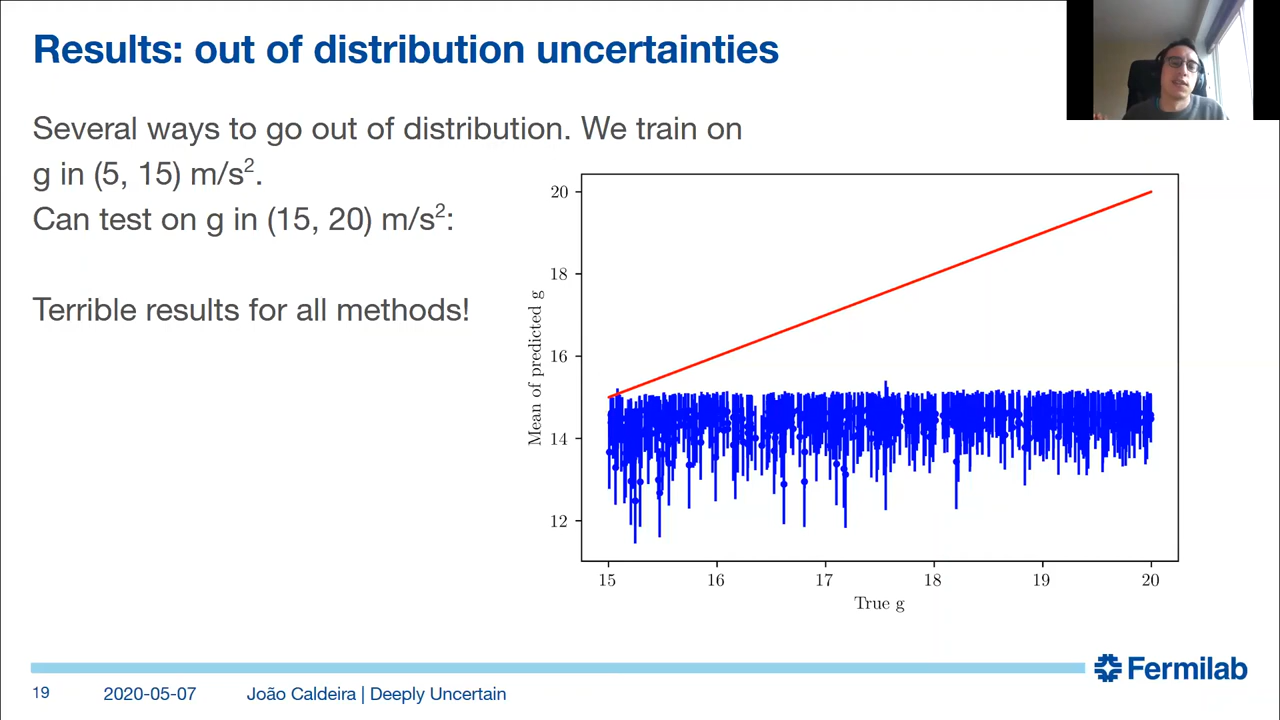 Results: out of distribution uncertainties
Several ways to go out of distribution. We train on
g in (5, 15) m/s².
Can test on g in (15, 20) m/s²:
Terrible results for all methods!
20
18
16
14
12
Mean of predicted g
15 16 17 18 19 20
True g
Fermilab
19 2020-05-07 João Caldeira | Deeply Uncertain